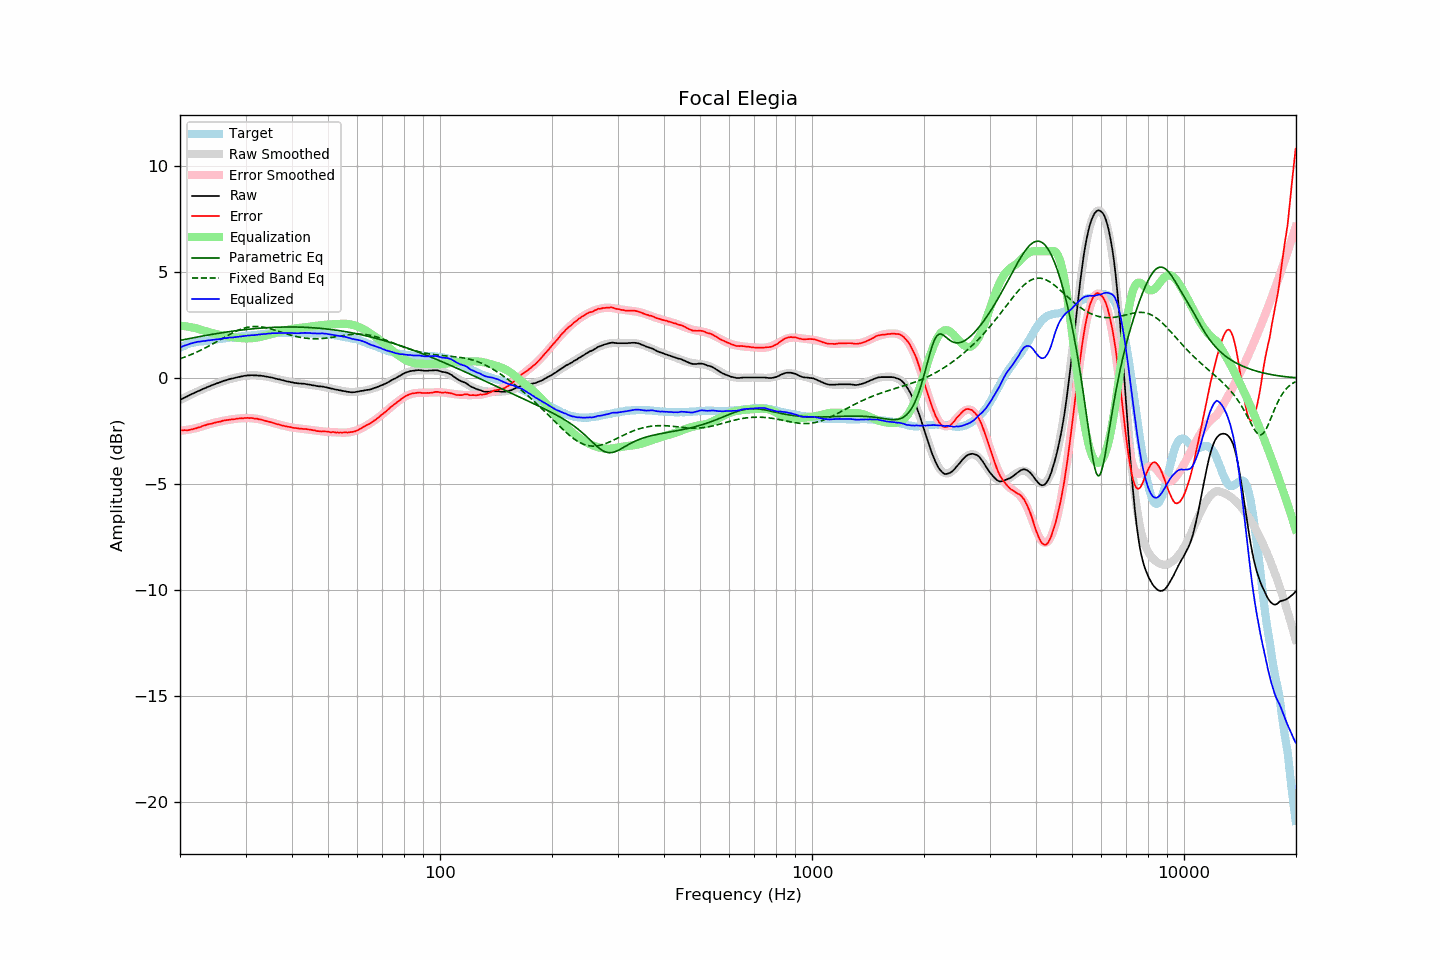 Focal Elegia
Target
Raw Smoothed
Error Smoothed
Raw
Error
Equalization
Parametric Eq
Fixed Band Eq
Equalized
10
5
0
−5
−10
−15
−20
Amplitude (dBr)
100
1000
10000
Frequency (Hz)